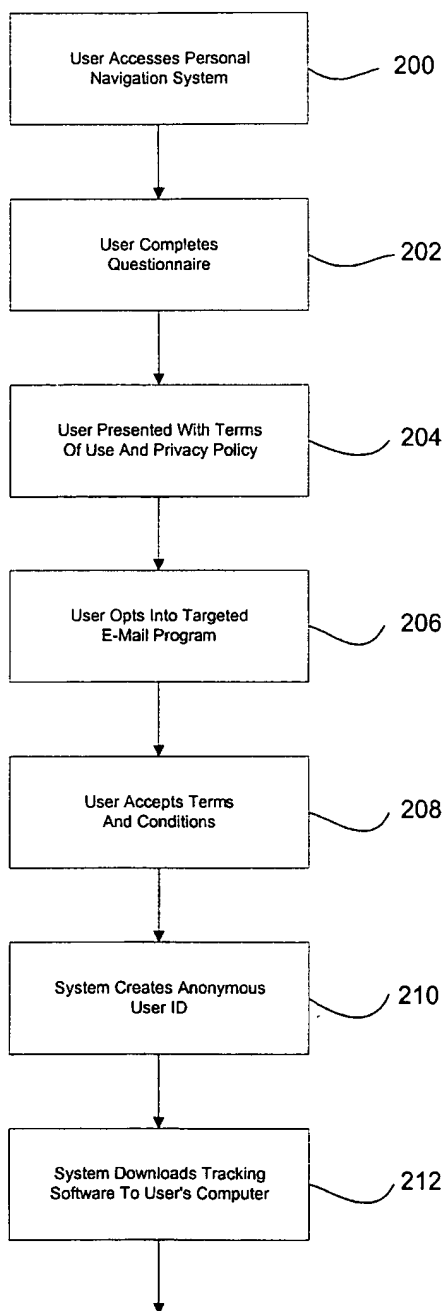 User Accesses Personal
Navigation System
200
User Completes
Questionnaire
202
User Presented With Terms
Of Use And Privacy Policy
204
User Opts Into Targeted
E-Mail Program
206
User Accepts Terms
And Conditions
208
System Creates Anonymous
User ID
210
System Downloads Tracking
Software To User's Computer
212